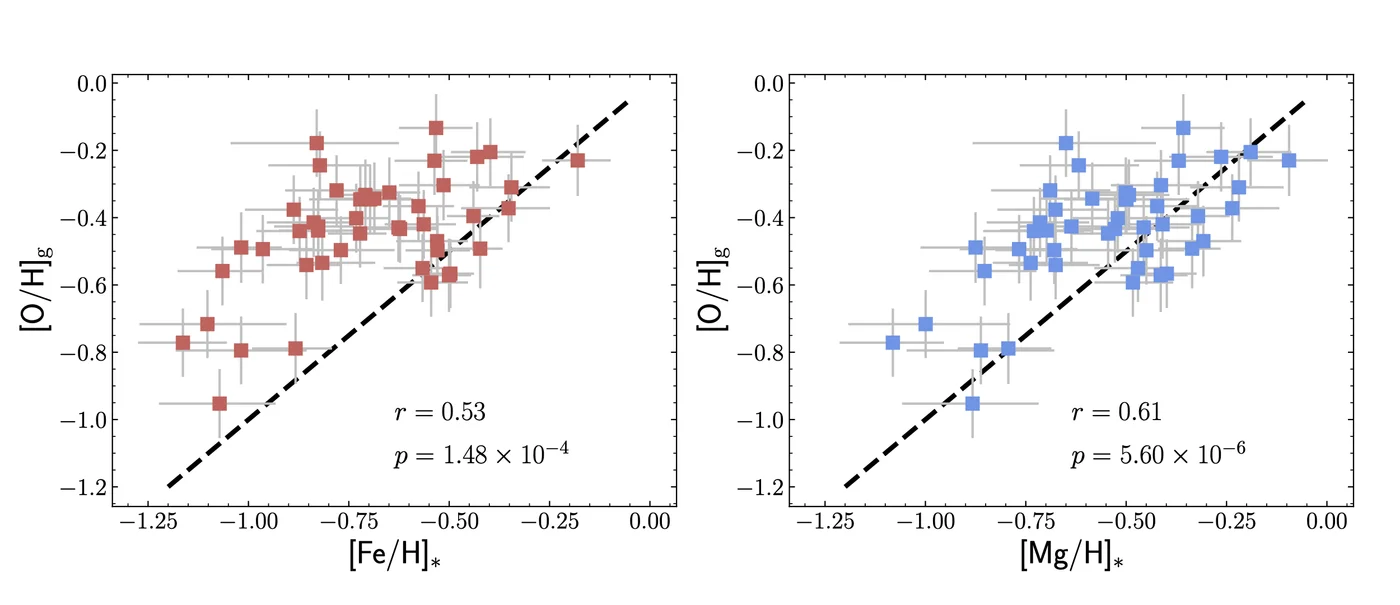 0.0
−0.2
−0.4
−0.6
−0.8
−1.0
−1.2
[O/H]g
r = 0.53
p = 1.48 × 10−4
−1.25 −1.00 −0.75 −0.50 −0.25 0.00
[Fe/H]*
0.0
−0.2
−0.4
−0.6
−0.8
−1.0
−1.2
[O/H]g
r = 0.61
p = 5.60 × 10−6
−1.25 −1.00 −0.75 −0.50 −0.25 0.00
[Mg/H]*